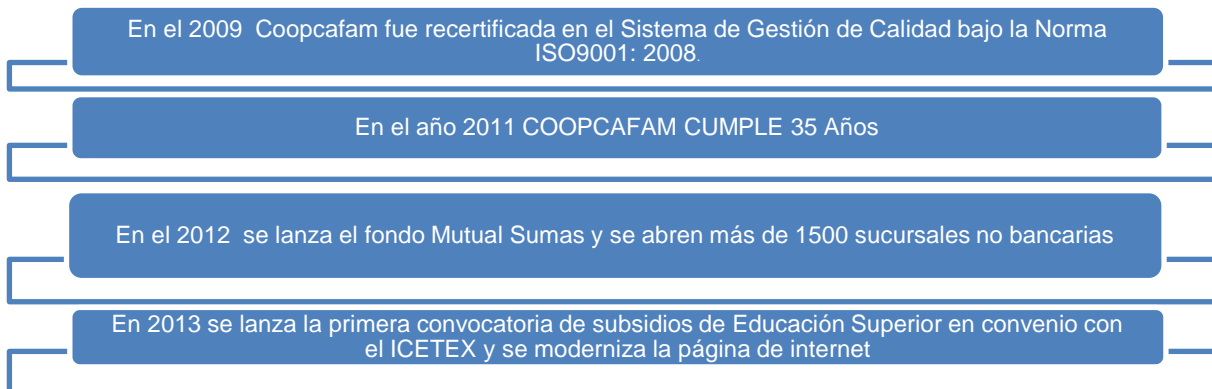 En el 2009  Coopcafam fue recertificada en el Sistema de Gestión de Calidad bajo la Norma
ISO9001: 2008.
En el año 2011 COOPCAFAM CUMPLE 35 Años
En el 2012  se lanza el fondo Mutual Sumas y se abren más de 1500 sucursales no bancarias
En 2013 se lanza la primera convocatoria de subsidios de Educación Superior en convenio con
el ICETEX y se moderniza la página de internet